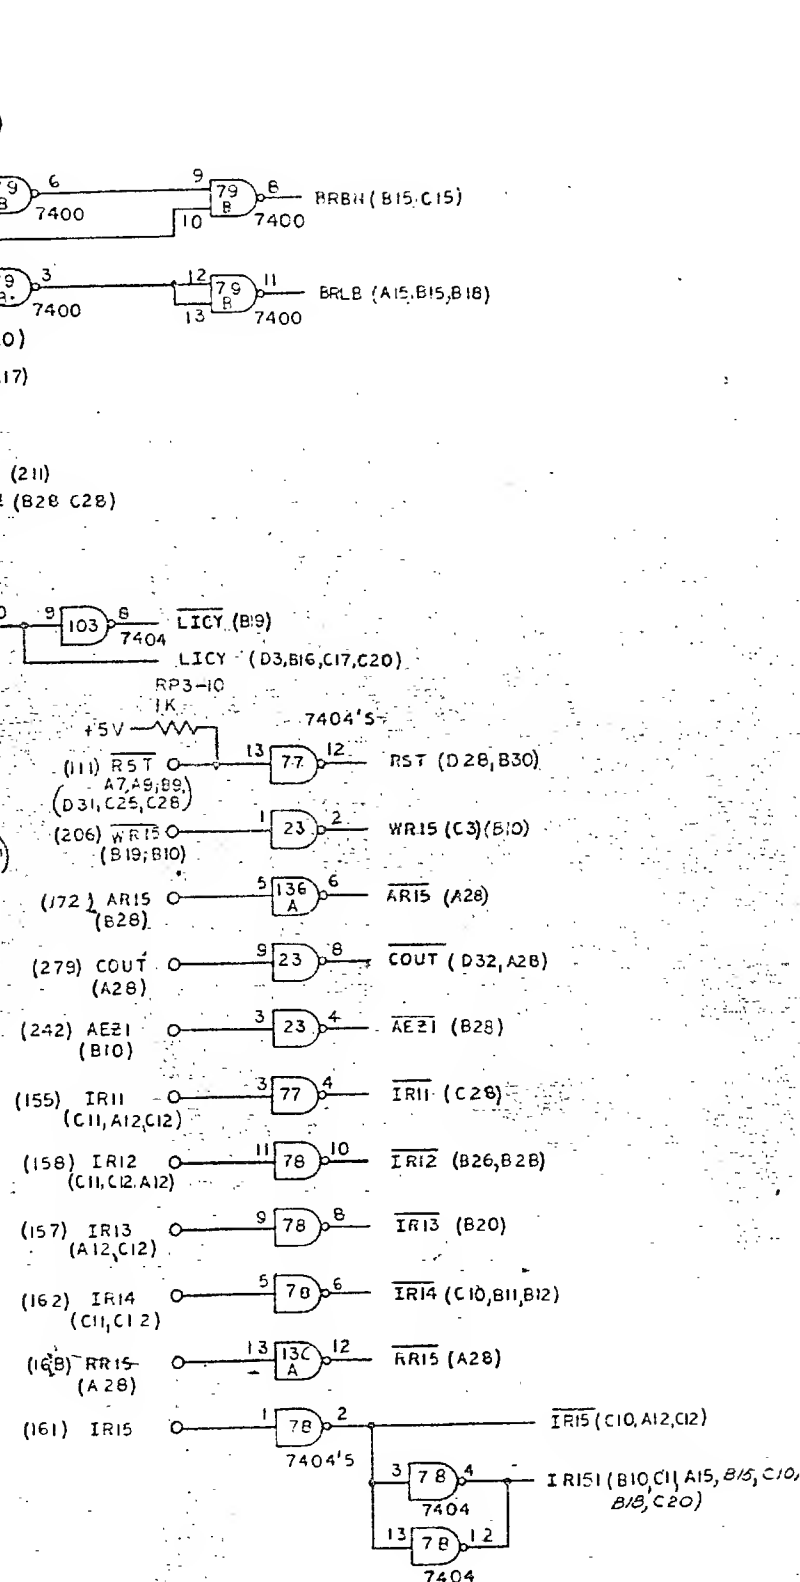 6 9 8
79 B BRBH (B15,C15)
7400 10 7400
3 12 11
79 B BRLB (A15,B15,B18)
7400 13 7400
17)
(211)
(B28 C28)
9 103 8 LICY (B19)
7404
LICY (D3,B16,C17,C20)
RP3-10
1K
+5V 7404'S
(111) RST 13 77 12 RST (D28,B30)
A7,A9,B9,
(D31,C25,C28)
(206) WR15 1 23 2 WR15 (C3)(B10)
(B19,B10)
(172) AR15 5 136 A 6 AR15 (A28)
(B28)
(279) COUT 9 23 8 COUT (D32,A28)
(A28)
(242) AEZ1 3 23 4 AEZ1 (B28)
(B10)
(155) IR11 3 77 4 IR11 (C28)
(C11,A12,C12)
(158) IR12 11 78 10 IR12 (B26,B28)
(C11,C12,A12)
(157) IR13 9 78 8 IR13 (B20)
(A12,C12)
(162) IR14 5 78 6 IR14 (C10,B11,B12)
(C11,C12)
(168) RR15 13 136 A 12 RR15 (A28)
(A28)
(161) IR15 1 78 2 IR15 (C10,A12,C12)
7404'S
3 78 4 IR151 (B10,C11,A15,B15,C10,
7404 B18,C20)
13 78 12
7404